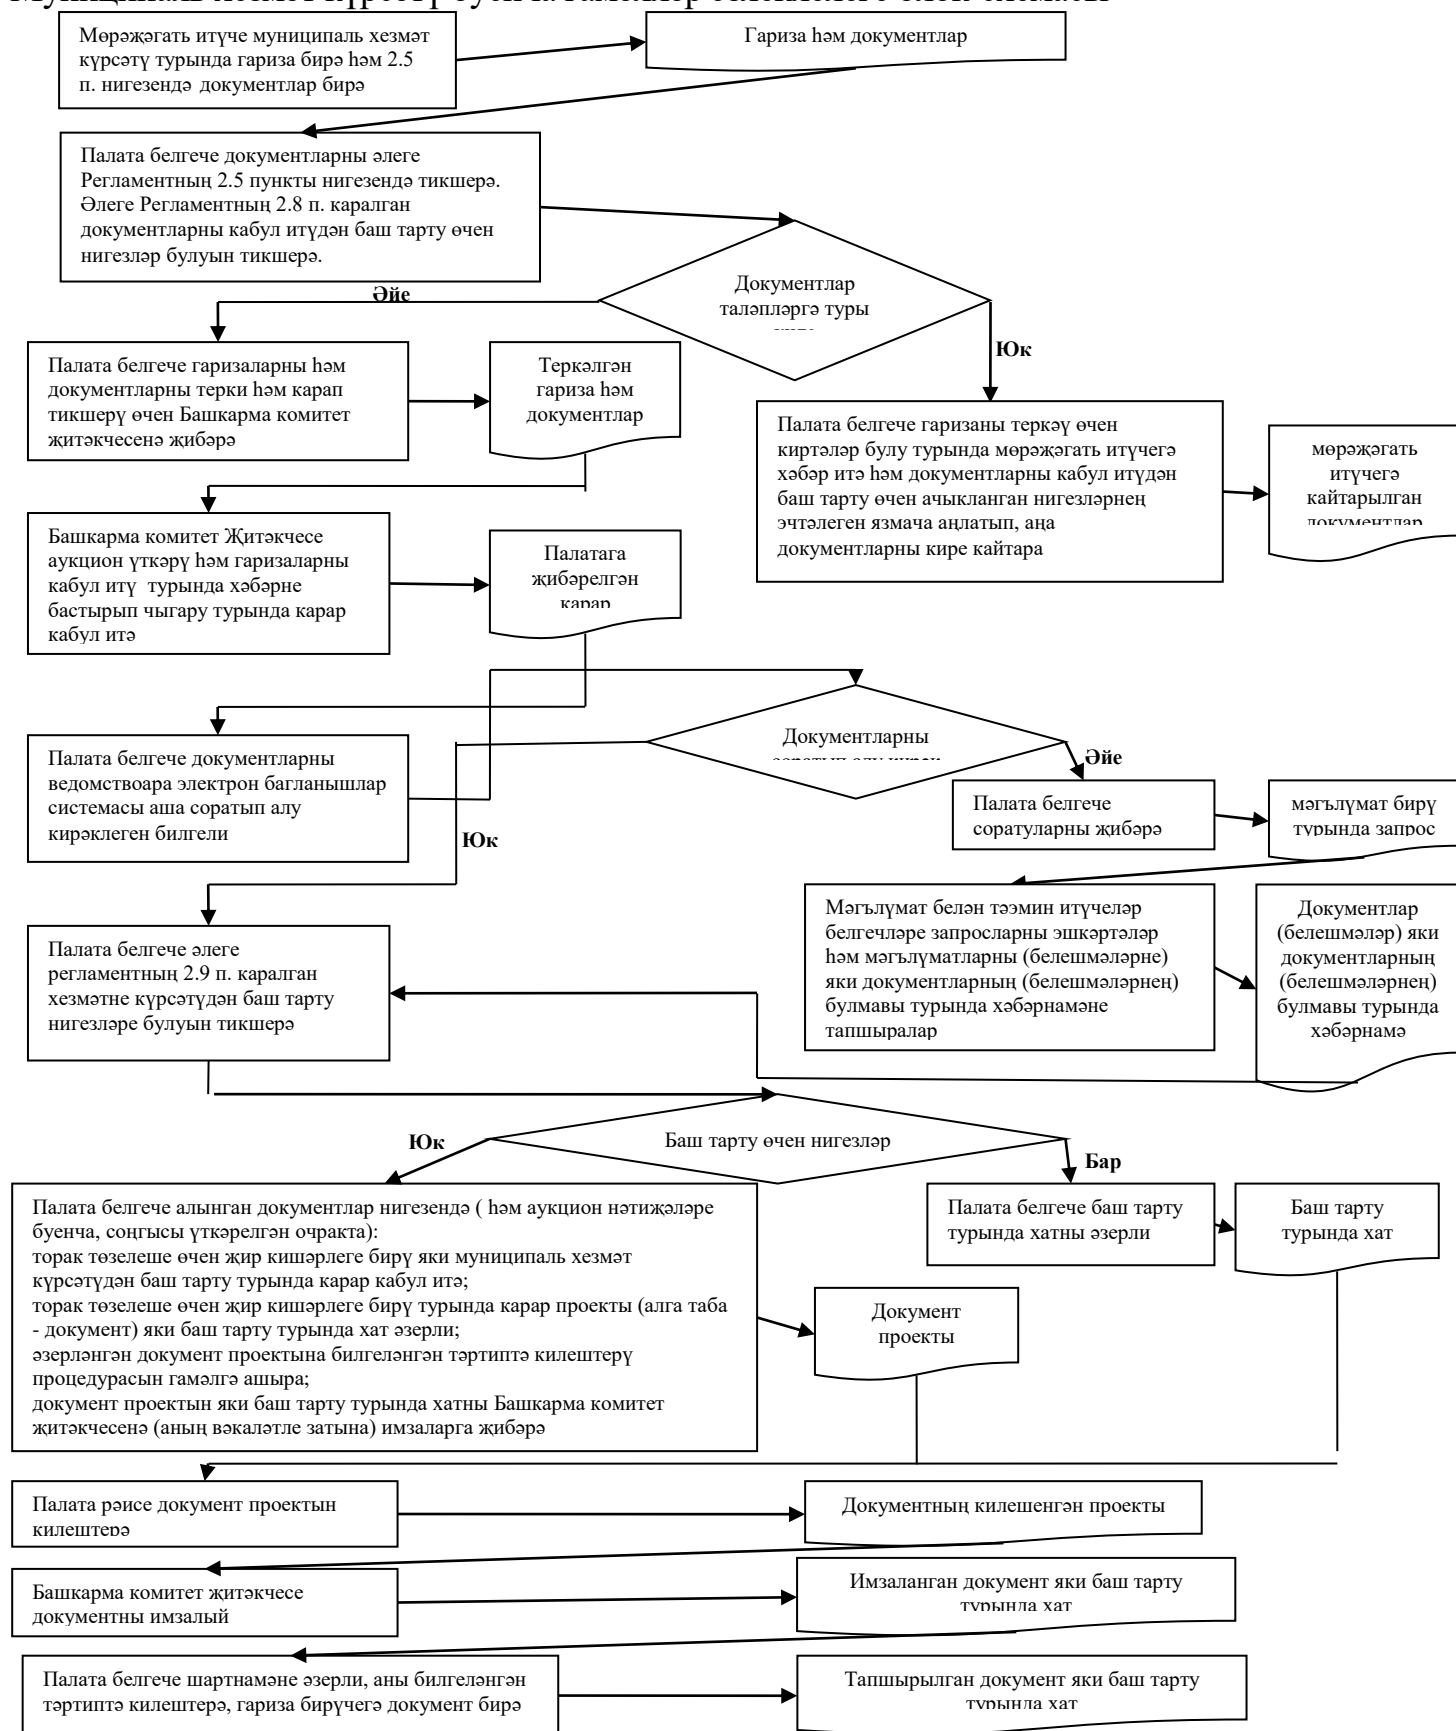 Мөрәҗәгать итүче муниципаль хезмәт
күрсәтү турында гариза бирә һәм 2.5
п. нигезендә документлар бирә
Гариза һәм документлар
Палата белгече документларны әлеге
Регламентның 2.5 пункты нигезендә тикшерә.
Әлеге Регламентның 2.8 п. каралган
документларны кабул итүдән баш тарту өчен
нигезләр булуын тикшерә.
Документлар
таләпләргә туры
Әйе
Юк
Палата белгече гаризаларны һәм
документларны терки һәм карап
тикшерү өчен Башкарма комитет
җитәкчесенә җибәрә
Теркәлгән
гариза һәм
документлар
Палата белгече гаризаны теркәү өчен
киртәләр булу турында мөрәҗәгать итүчегә
хәбәр итә һәм документларны кабул итүдән
баш тарту өчен ачыкланган нигезләрнең
эчтәлеген язмача аңлатып, аңа
документларны кире кайтара
мөрәҗәгать
итүчегә
кайтарылган
документлар
Башкарма комитет Җитәкчесе
аукцион үткәрү һәм гаризаларны
кабул итү турында хәбәрне
бастырып чыгару турында карар
кабул итә
Палатага
җибәрелгән
карар
Палата белгече документларны
ведомствоара электрон багланышлар
системасы аша соратып алу
кирәклеген билгели
Документларны
соратып алу кирәк
Әйе
Юк
Палата белгече
соратуларны җибәрә
мәгълүмат бирү
турында запрос
Мәгълүмат белән тәэмин итүчеләр
белгечләре запросларны эшкәртәләр
һәм мәгълүматларны (белешмәләрне)
яки документларның (белешмәләрнең)
булмавы турында хәбәрнамәне
тапшыралар
Документлар
(белешмәләр) яки
документларның
(белешмәләрнең)
булмавы турында
хәбәрнамә
Палата белгече әлеге
регламентның 2.9 п. каралган
хезмәтне күрсәтүдән баш тарту
нигезләре булуын тикшерә
Баш тарту өчен нигезләр
Юк
Бар
Палата белгече алынган документлар нигезендә ( һәм аукцион нәтиҗәләре
буенча, соңгысы үткәрелгән очракта):
торак төзелеше өчен җир кишәрлеге бирү яки муниципаль хезмәт
күрсәтүдән баш тарту турында карар кабул итә;
торак төзелеше өчен җир кишәрлеге бирү турында карар проекты (алга таба
- документ) яки баш тарту турында хат әзерли;
әзерләнгән документ проектына билгеләнгән тәртиптә килештерү
процедурасын гамәлгә ашыра;
документ проектын яки баш тарту турында хатны Башкарма комитет
җитәкчесенә (аның вәкаләтле затына) имзаларга җибәрә
Палата белгече баш тарту
турында хатны әзерли
Баш тарту
турында хат
Документ
проекты
Палата рәисе документ проектын
килештерә
Документның килешенгән проекты
Башкарма комитет җитәкчесе
документны имзалый
Имзаланган документ яки баш тарту
турында хат
Палата белгече шартнамәне әзерли, аны билгеләнгән
тәртиптә килештерә, гариза бирүчегә документ бирә
Тапшырылган документ яки баш тарту
турында хат